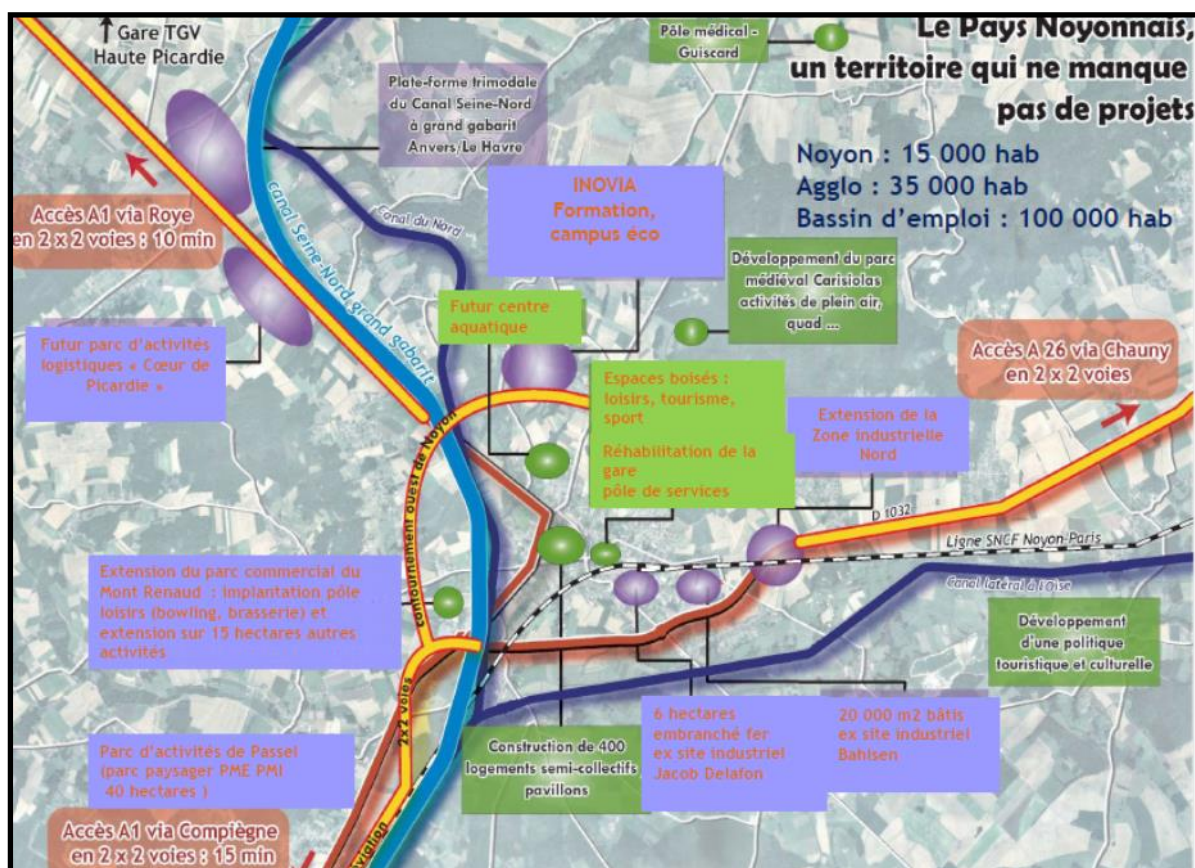 ↑ Gare TGV
Haute Picardie
Pôle médical -
Guiscard
Le Pays Noyonnais,
un territoire qui ne manque
pas de projets
Plate-forme trimodale
du Canal Seine-Nord
à grand gabarit
Anvers/Le Havre
Noyon : 15 000 hab
Agglo : 35 000 hab
Bassin d'emploi : 100 000 hab
INOVIA
Formation,
campus éco
Accès A1 via Roye
en 2 x 2 voies : 10 min
canal Seine-Nord grand gabarit
Canal du Nord
Développement du parc
médiéval Carisiolas
activités de plein air,
quad ...
Futur centre
aquatique
Futur parc d'activités
logistiques « Cœur de
Picardie »
Accès A 26 via Chauny
en 2 x 2 voies
Espaces boisés :
loisirs, tourisme,
sport
Réhabilitation de la
gare
pôle de services
Extension de la
Zone industrielle
Nord
contournement ouest de Noyon
D 1032
Ligne SNCF Noyon-Paris
Canal latéral à l'Oise
Extension du parc commercial du
Mont Renaud : implantation pôle
loisirs (bowling, brasserie) et
extension sur 15 hectares autres
activités
Développement
d'une politique
touristique et culturelle
2x2 voies
Parc d'activités de Passel
(parc paysager PME PMI
40 hectares )
Construction de 400
logements semi-collectifs
pavillons
6 hectares
embranché fer
ex site industriel
Jacob Delafon
20 000 m2 bâtis
ex site industriel
Bahlsen
Accès A1 via Compiègne
en 2 x 2 voies : 15 min